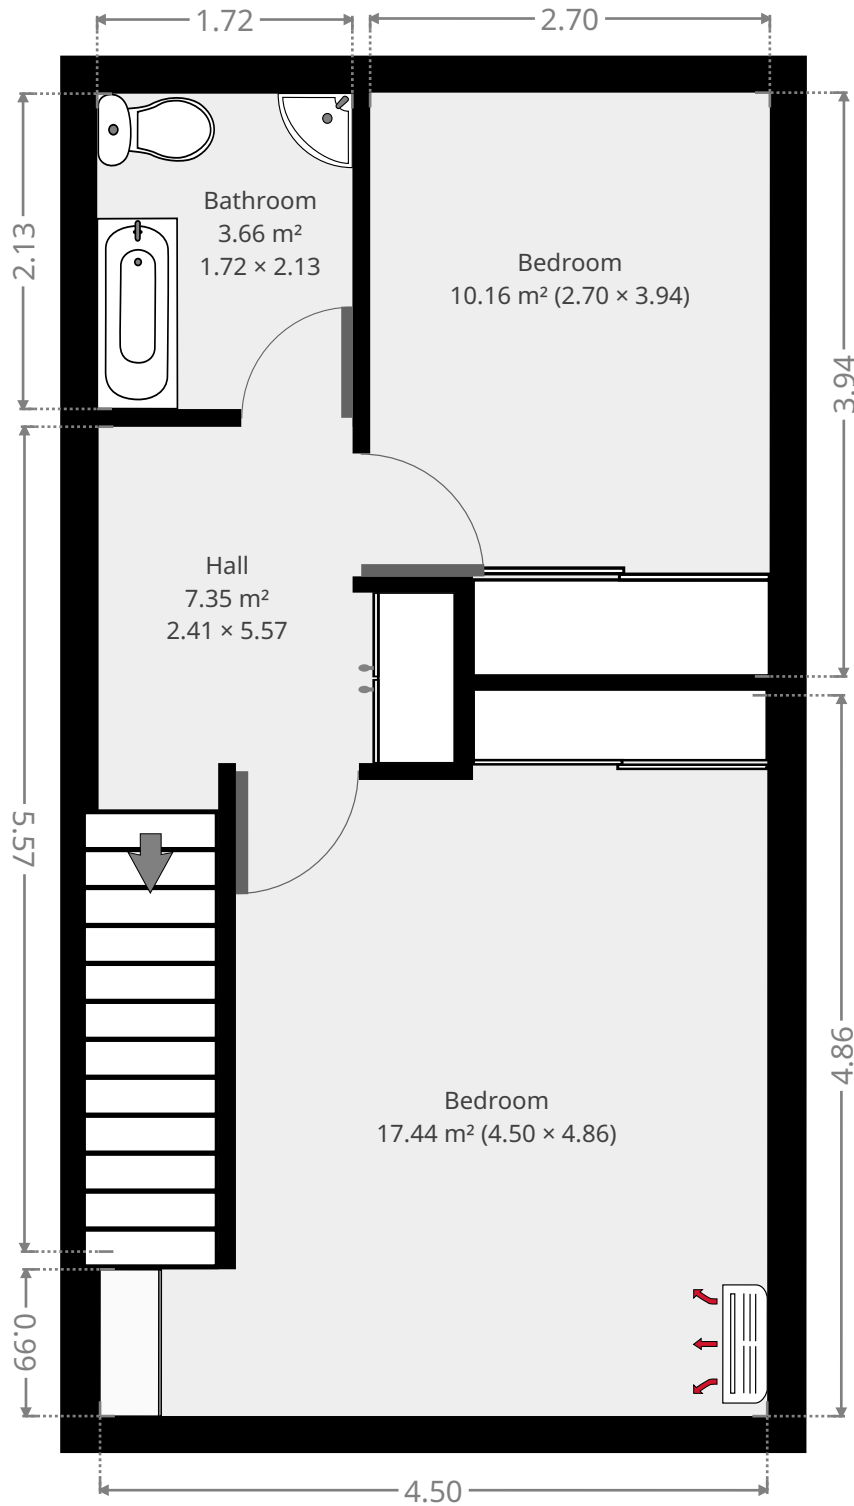 1.72
2.70
Bathroom
3.66 m²
1.72 × 2.13
2.13
Bedroom
10.16 m² (2.70 × 3.94)
3.94
Hall
7.35 m²
2.41 × 5.57
5.57
Bedroom
17.44 m² (4.50 × 4.86)
4.86
0.99
4.50